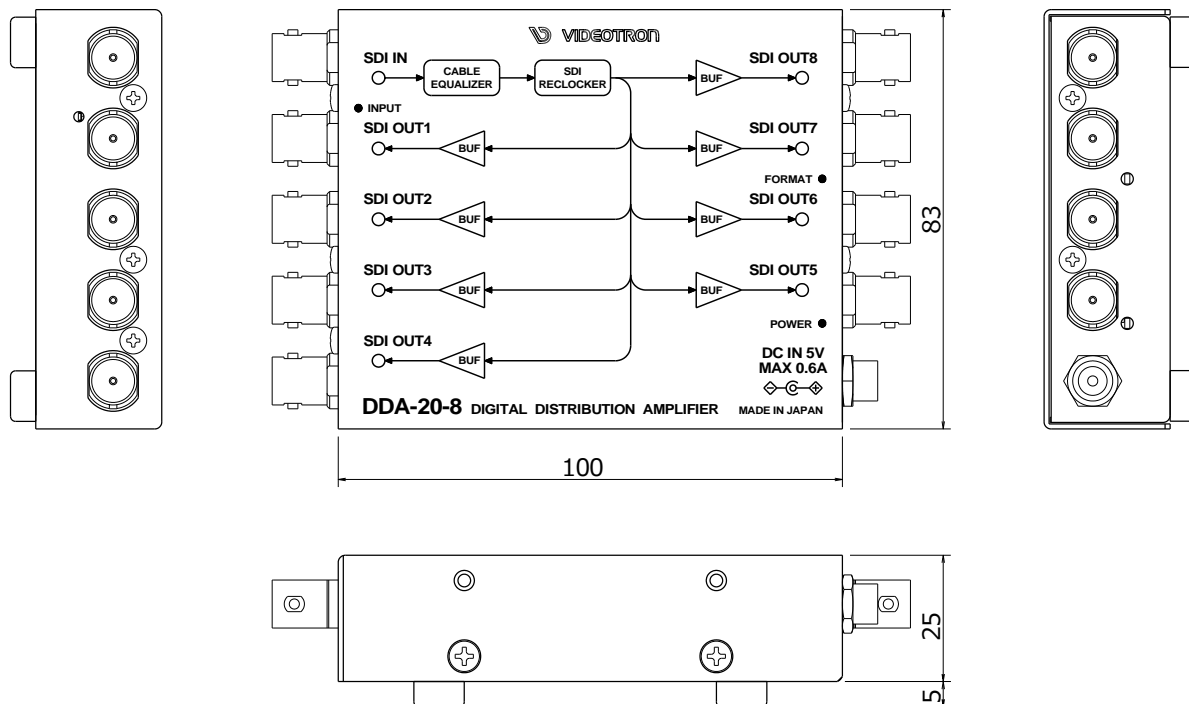 VIDEOTRON
SDI IN
CABLE
EQUALIZER
SDI
RECLOCKER
BUF
SDI OUT8
INPUT
SDI OUT1
BUF
BUF
SDI OUT7
FORMAT
SDI OUT2
BUF
BUF
SDI OUT6
SDI OUT3
BUF
BUF
SDI OUT5
POWER
SDI OUT4
BUF
DC IN 5V
MAX 0.6A
DDA-20-8 DIGITAL DISTRIBUTION AMPLIFIER
MADE IN JAPAN
83
100
25
5